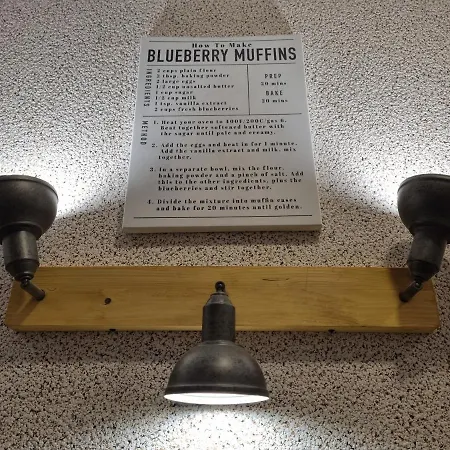 How To Make
BLUEBERRY MUFFINS
INGREDIENTS
2 cups plain flour
3 tbsp. baking powder
2 large eggs
1/2 cup unsalted butter
1 cup sugar
1/2 cup milk
1 tsp. vanilla extract
2 cups fresh blueberries
PREP
20 mins
BAKE
20 mins
METHOD
1. Heat your oven to 200C/gas 6.
Beat together softened butter with
the sugar until pale and creamy.
2. Add the eggs and beat in for 1 minute.
Add the vanilla extract and milk, mix
together.
3. In a separate bowl, mix the flour,
baking powder and a pinch of salt. Add
this to the other ingredients, plus the
blueberries and stir together.
4. Divide the mixture into muffin cases
and bake for 20 minutes until golden.